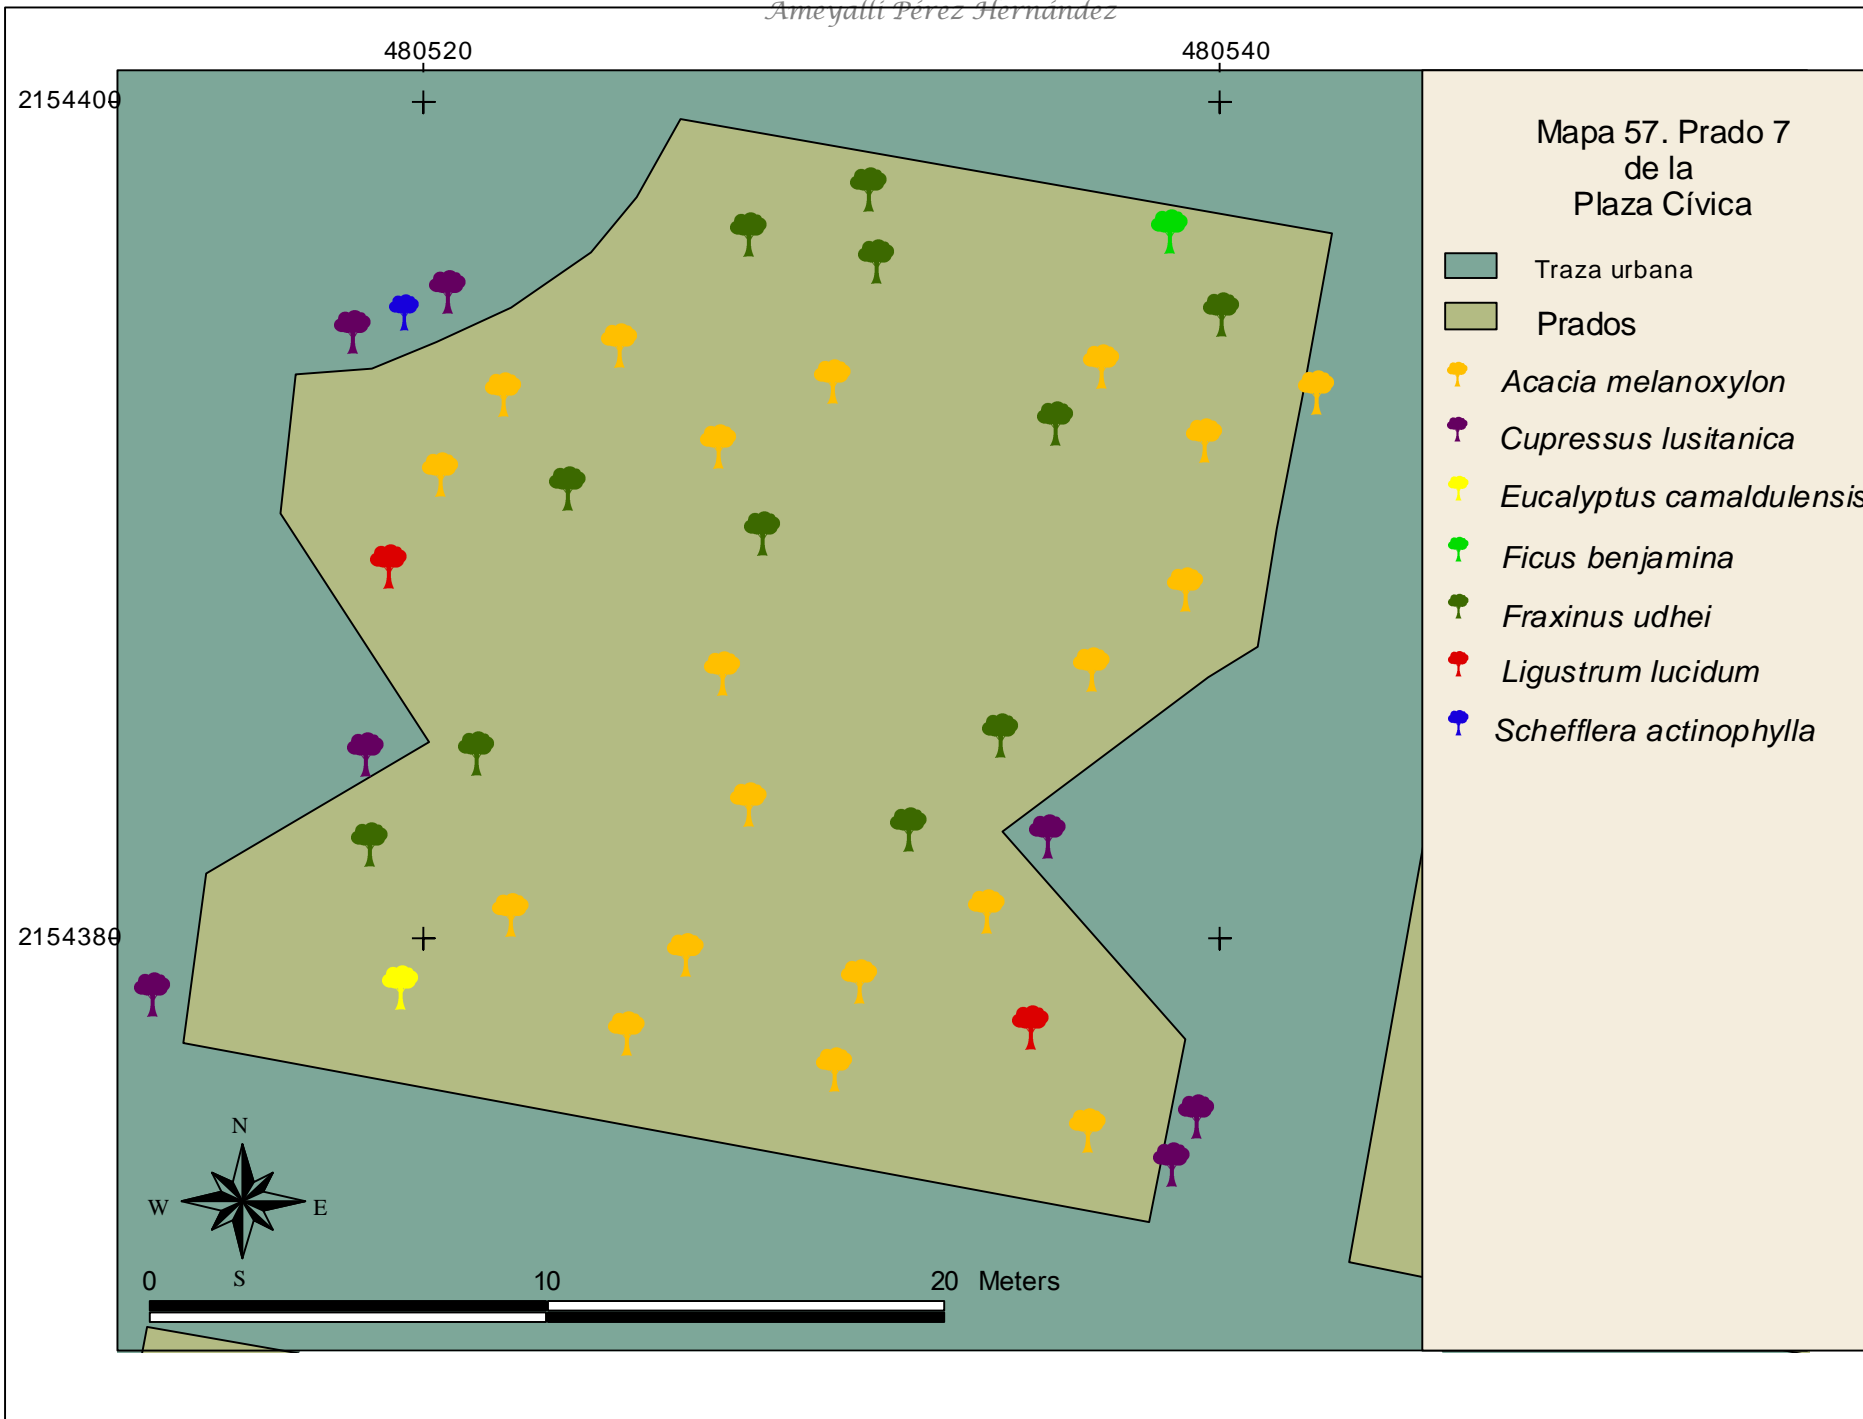 Ameyalli Pérez Hernández
480520 480540
2154400
2154380
Mapa 57. Prado 7
de la
Plaza Cívica
Traza urbana
Prados
Acacia melanoxylon
Cupressus lusitanica
Eucalyptus camaldulensis
Ficus benjamina
Fraxinus udhei
Ligustrum lucidum
Schefflera actinophylla
N
W E
S
0 10 20 Meters